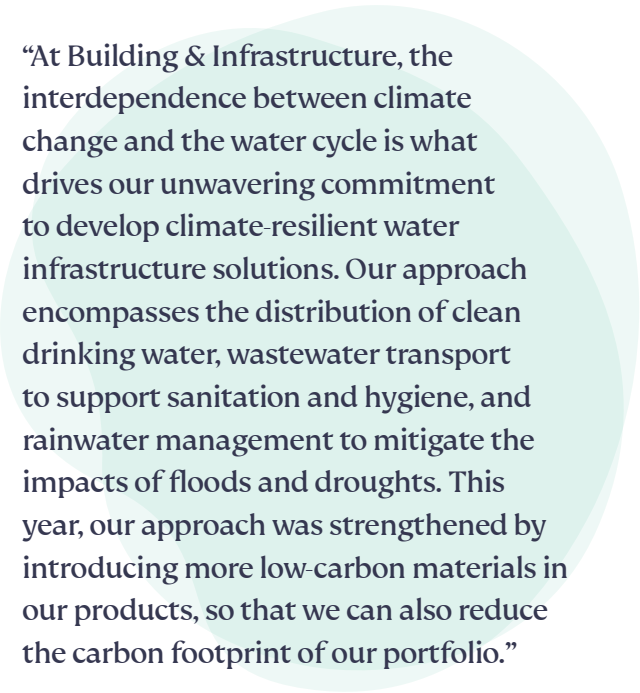 “At Building & Infrastructure, the
interdependence between climate
change and the water cycle is what
drives our unwavering commitment
to develop climate-resilient water
infrastructure solutions. Our approach
encompasses the distribution of clean
drinking water, wastewater transport
to support sanitation and hygiene, and
rainwater management to mitigate the
impacts of floods and droughts. This
year, our approach was strengthened by
introducing more low-carbon materials in
our products, so that we can also reduce
the carbon footprint of our portfolio.”